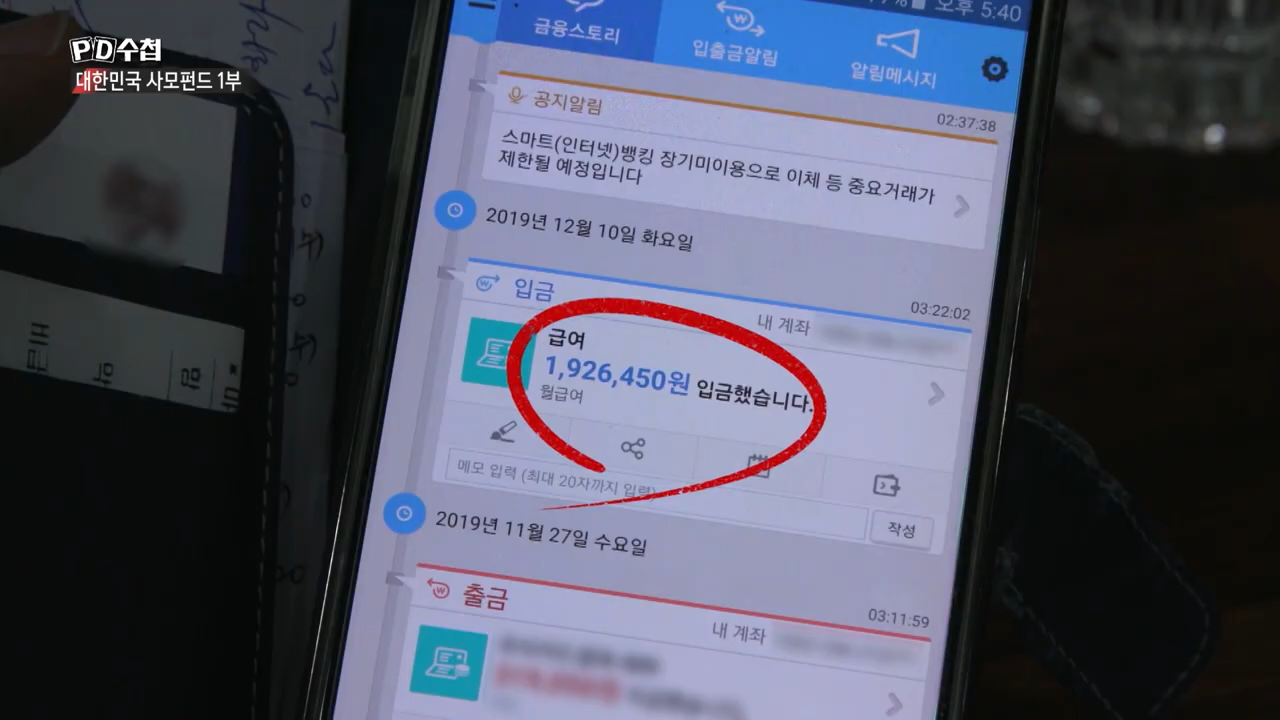 PD수첩
대한민국 사모펀드 1부
오후 5:40
금융스토리
입출금알림
알림메시지
공지알림
02:37:38
스마트(인터넷)뱅킹 장기미이용으로 이체 등 중요거래가
제한될 예정입니다
2019년 12월 10일 화요일
입금
03:22:02
내 계좌
급여
1,926,450원 입금했습니다.
월급여
메모 입력 (최대 20자까지 입력)
작성
2019년 11월 27일 수요일
출금
03:11:59
내 계좌